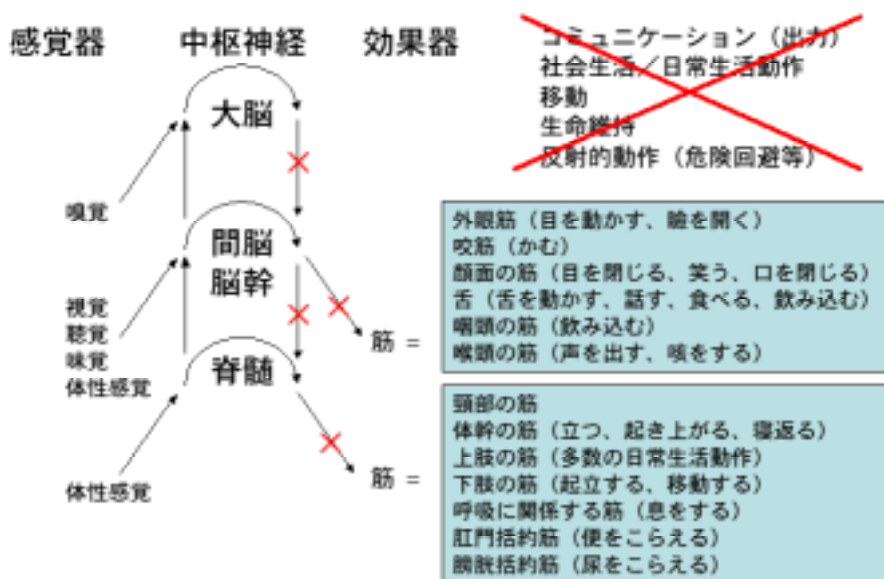 感覚器
中枢神経
効果器
コミュニケーション（出力）
社会生活／日常生活動作
移動
生命維持
反射的動作（危険回避等）
大脳
嗅覚
間脳
脳幹
視覚
聴覚
味覚
体性感覚
脊髄
体性感覚
筋 =
外眼筋（目を動かす、瞼を開く）
咬筋（かむ）
顔面の筋（目を閉じる、笑う、口を閉じる）
舌（舌を動かす、話す、食べる、飲み込む）
咽頭の筋（飲み込む）
喉頭の筋（声を出す、咳をする）
筋 =
頸部の筋
体幹の筋（立つ、起き上がる、寝返る）
上肢の筋（多数の日常生活動作）
下肢の筋（起立する、移動する）
呼吸に関係する筋（息をする）
肛門括約筋（便をこらえる）
膀胱括約筋（尿をこらえる）